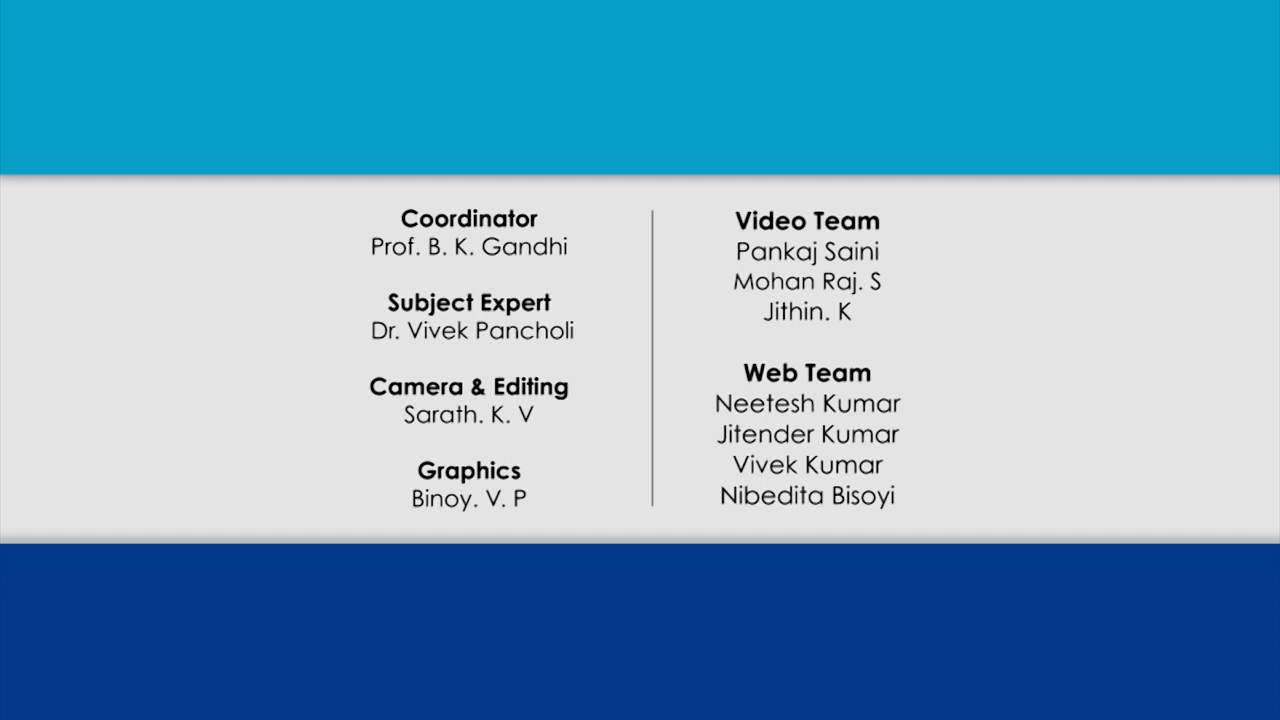 Coordinator
Prof. B. K. Gandhi
Subject Expert
Dr. Vivek Pancholi
Camera & Editing
Sarath. K. V
Graphics
Binoy. V. P
Video Team
Pankaj Saini
Mohan Raj. S
Jithin. K
Web Team
Neetesh Kumar
Jitender Kumar
Vivek Kumar
Nibedita Bisoyi